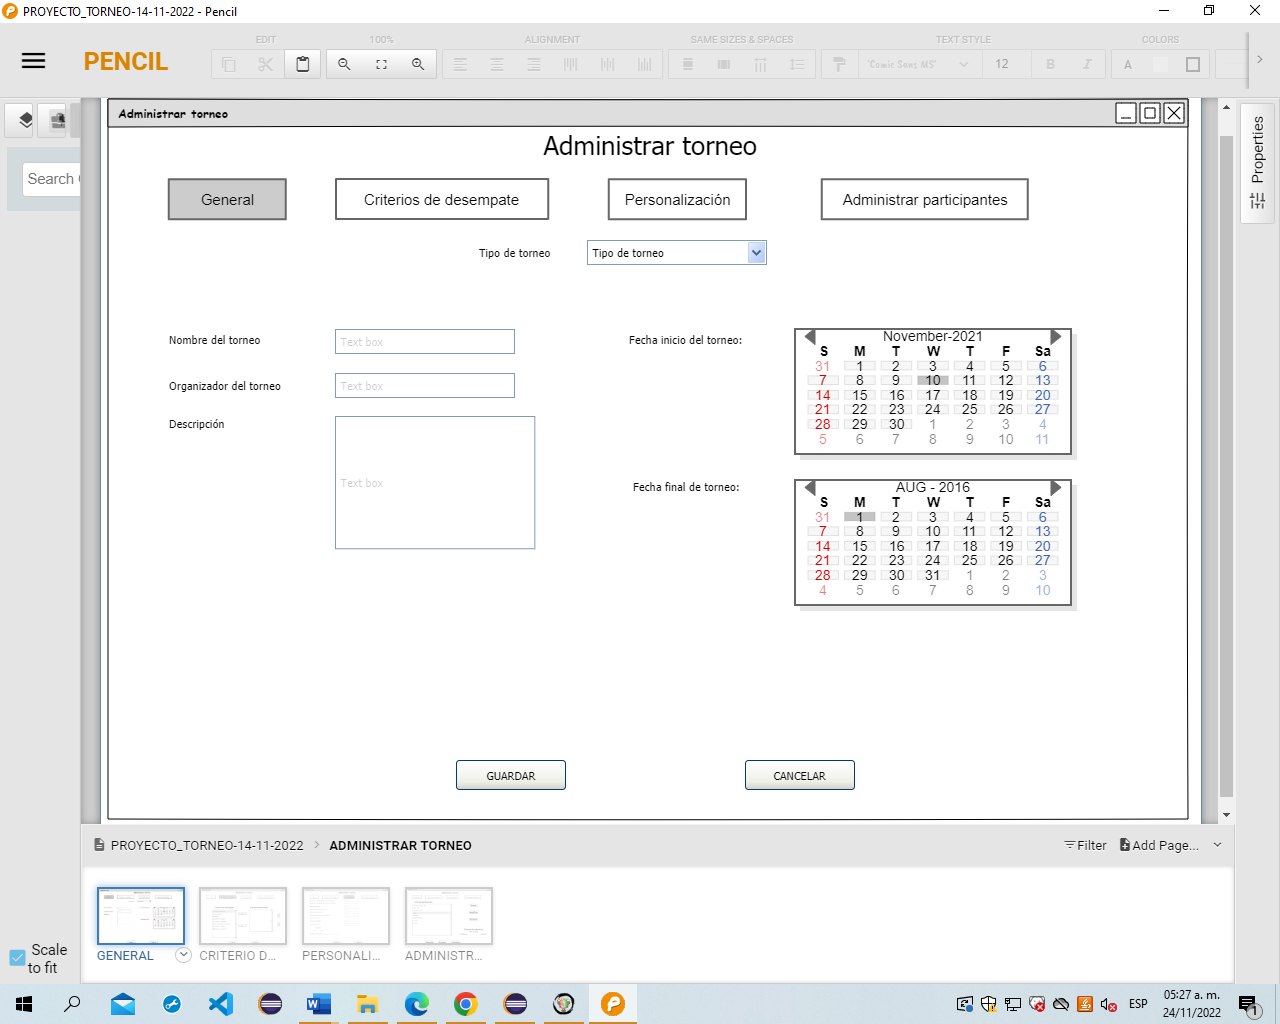 PROYECTO_TORNEO-14-11-2022 - Pencil
EDIT 100% ALIGNMENT SAME SIZES & SPACES TEXT STYLE COLORS
PENCIL
"Comic Sans MS" 12 B I A
Administrar torneo
Administrar torneo
Search
Properties
General Criterios de desempate Personalización Administrar participantes
Tipo de torneo Tipo de torneo
Nombre del torneo Text box Fecha inicio del torneo:
November-2021
S M T W T F Sa
31 1 2 3 4 5 6
7 8 9 10 11 12 13
14 15 16 17 18 19 20
21 22 23 24 25 26 27
28 29 30 1 2 3 4
5 6 7 8 9 10 11
Organizador del torneo Text box
Descripción
Text box
Fecha final de torneo:
AUG - 2016
S M T W T F Sa
31 1 2 3 4 5 6
7 8 9 10 11 12 13
14 15 16 17 18 19 20
21 22 23 24 25 26 27
28 29 30 31 1 2 3
4 5 6 7 8 9 10
GUARDAR CANCELAR
PROYECTO_TORNEO-14-11-2022 ADMINISTRAR TORNEO Filter Add Page...
GENERAL CRITERIO D... PERSONALI... ADMINISTR...
Scale
to fit
ESP 05:27 a. m.
24/11/2022
1